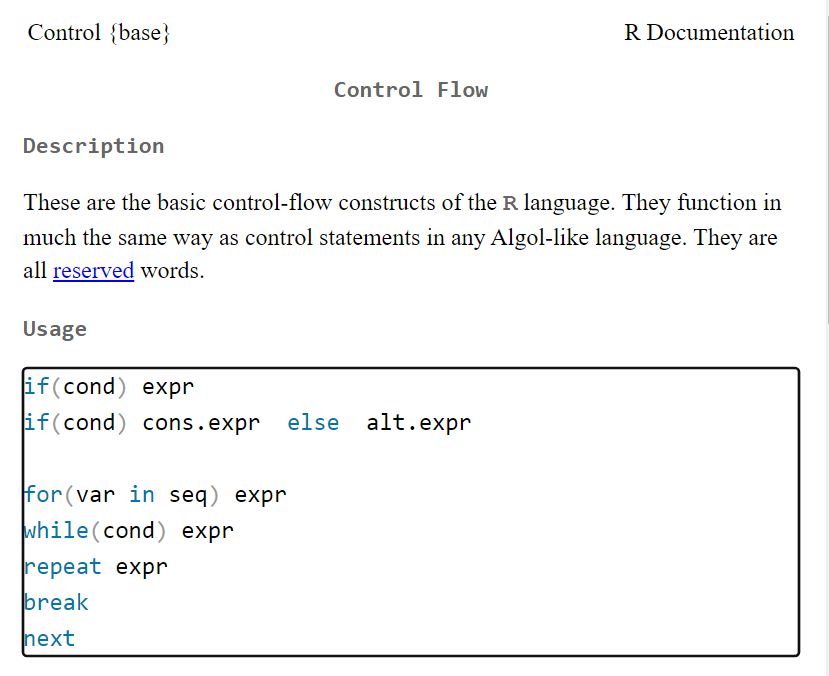 Control {base}	R Documentation
Control Flow
Description
These are the basic control-flow constructs of the R language. They function in
much the same way as control statements in any Algol-like language. They are
all reserved words.
Usage
if(cond) expr
if(cond) cons.expr  else  alt.expr
for(var in seq) expr
while(cond) expr
repeat expr
break
next